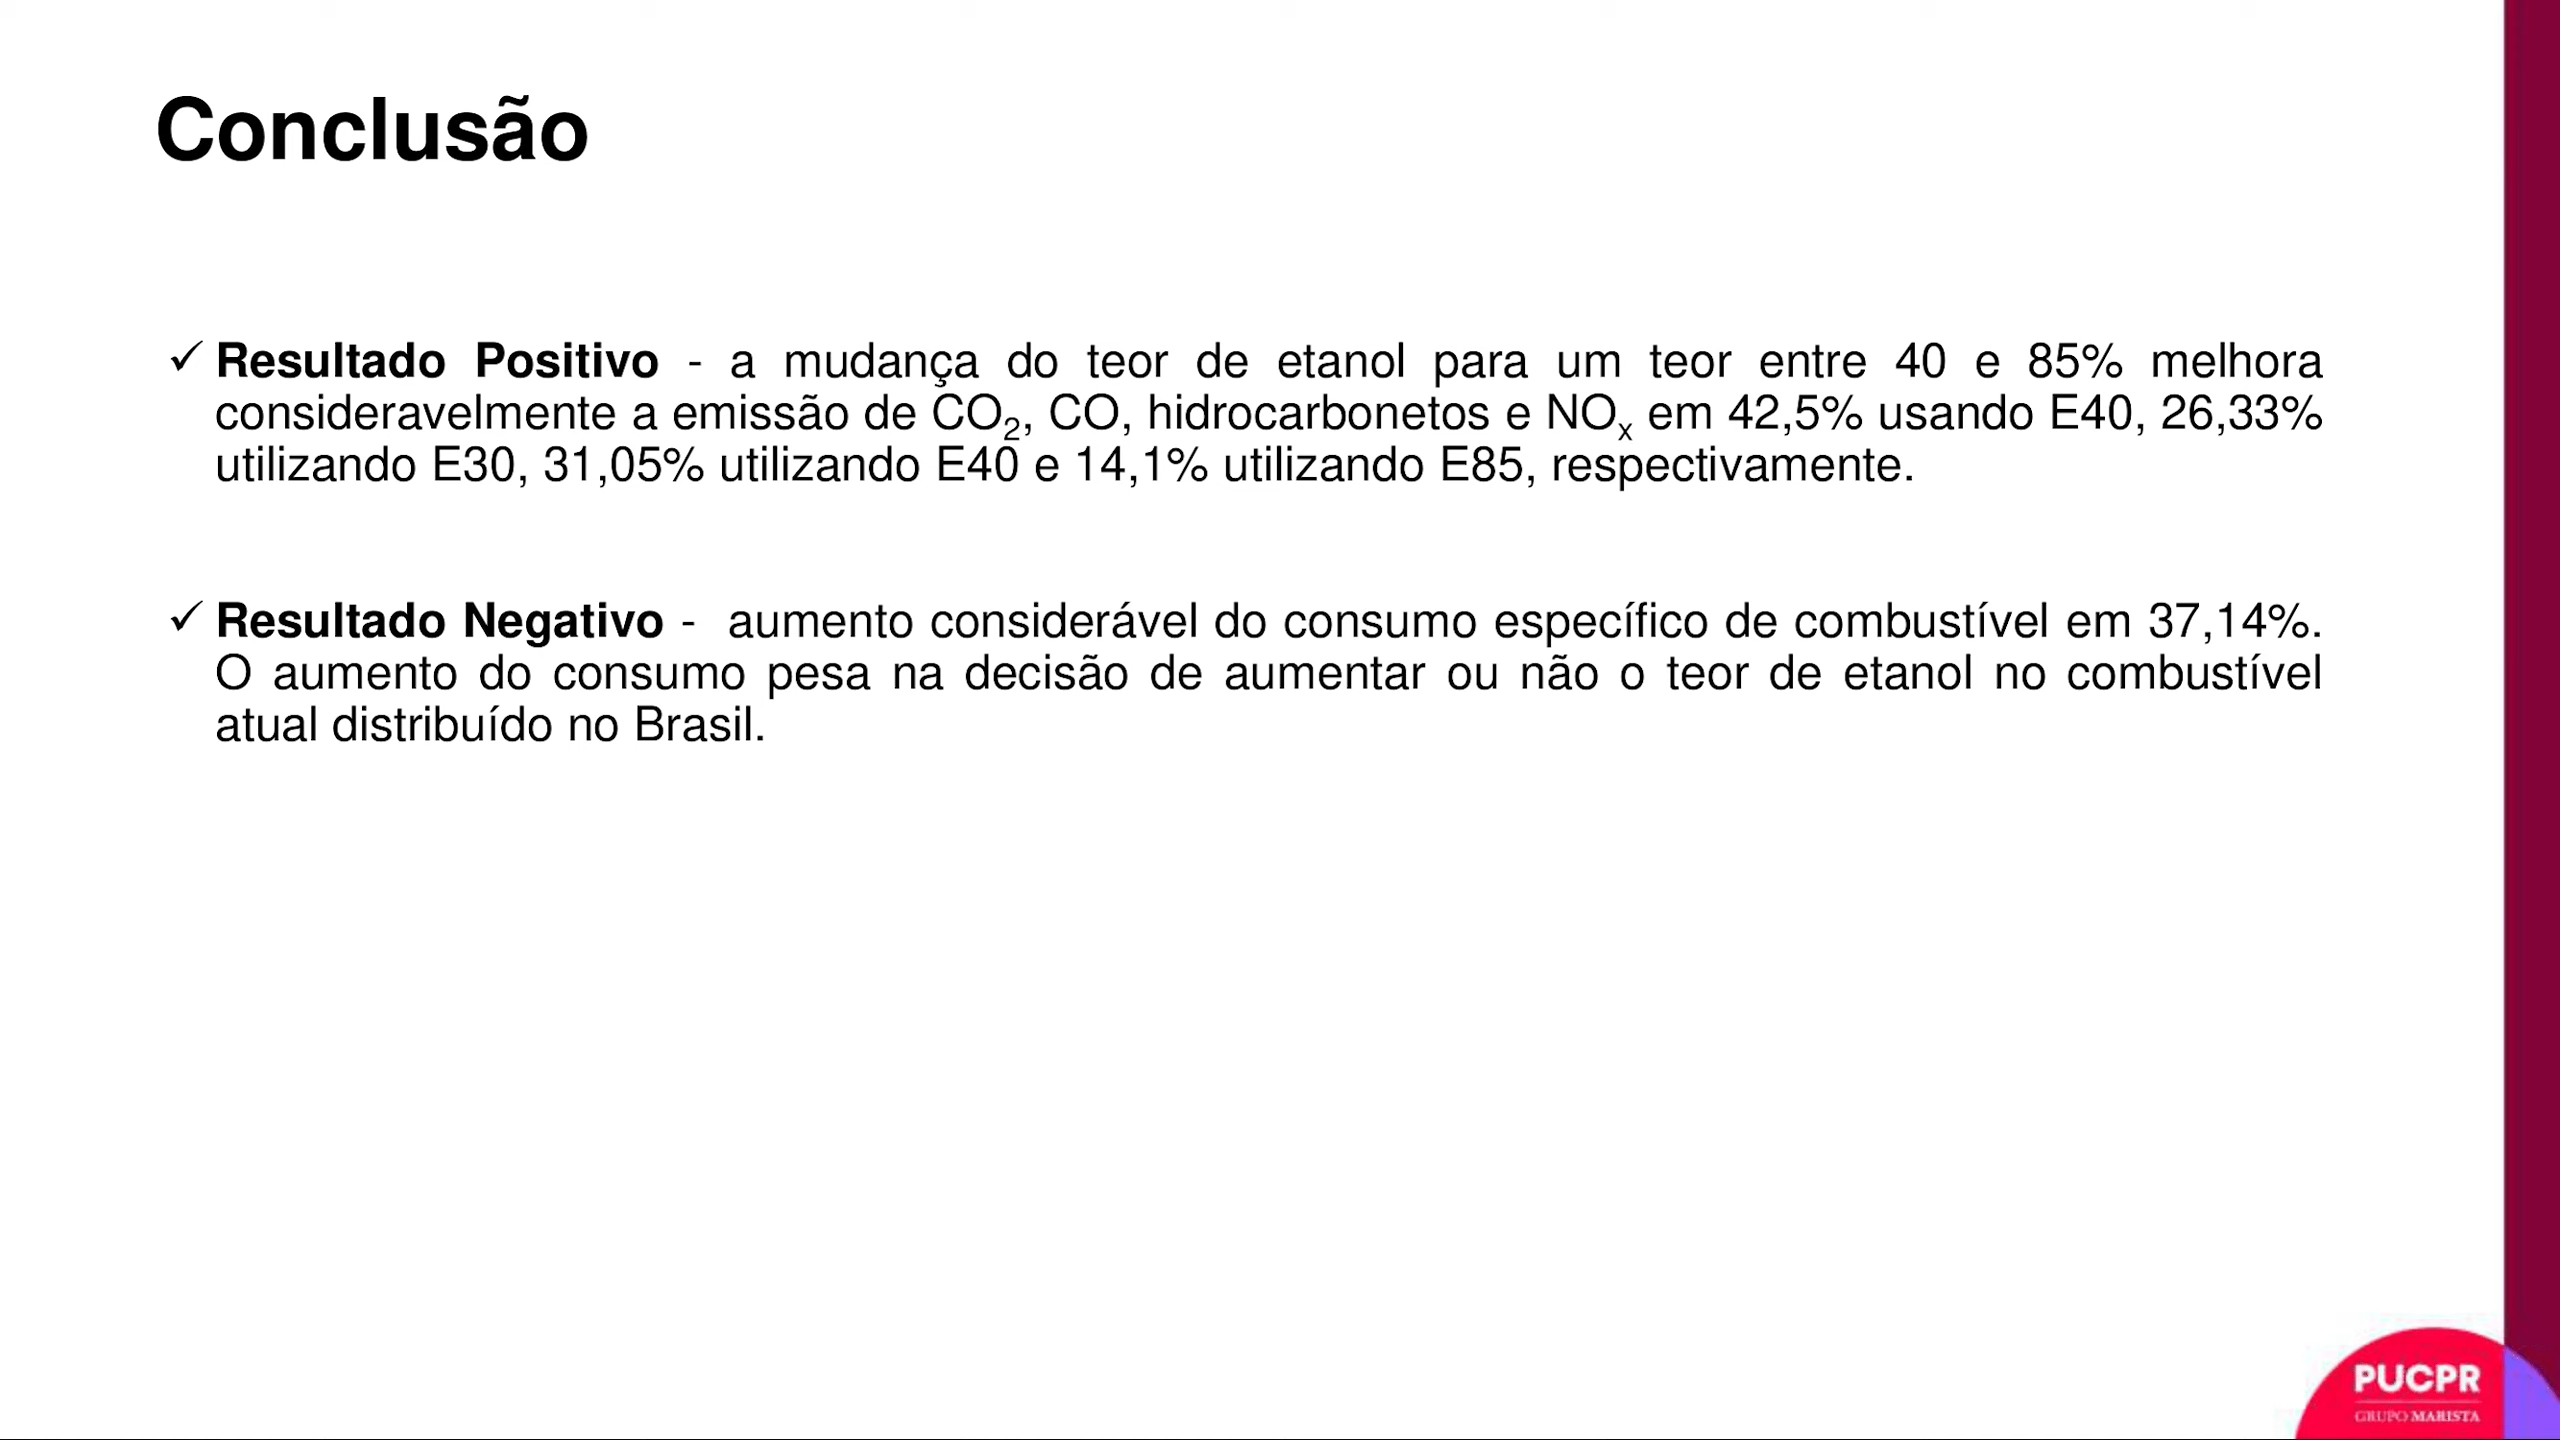 Conclusão
✓ Resultado Positivo - a mudança do teor de etanol para um teor entre 40 e 85% melhora
consideravelmente a emissão de CO₂, CO, hidrocarbonetos e NOₓ em 42,5% usando E40, 26,33%
utilizando E30, 31,05% utilizando E40 e 14,1% utilizando E85, respectivamente.
✓ Resultado Negativo - aumento considerável do consumo específico de combustível em 37,14%.
O aumento do consumo pesa na decisão de aumentar ou não o teor de etanol no combustível
atual distribuído no Brasil.
PUCPR
GRUPO MARISTA